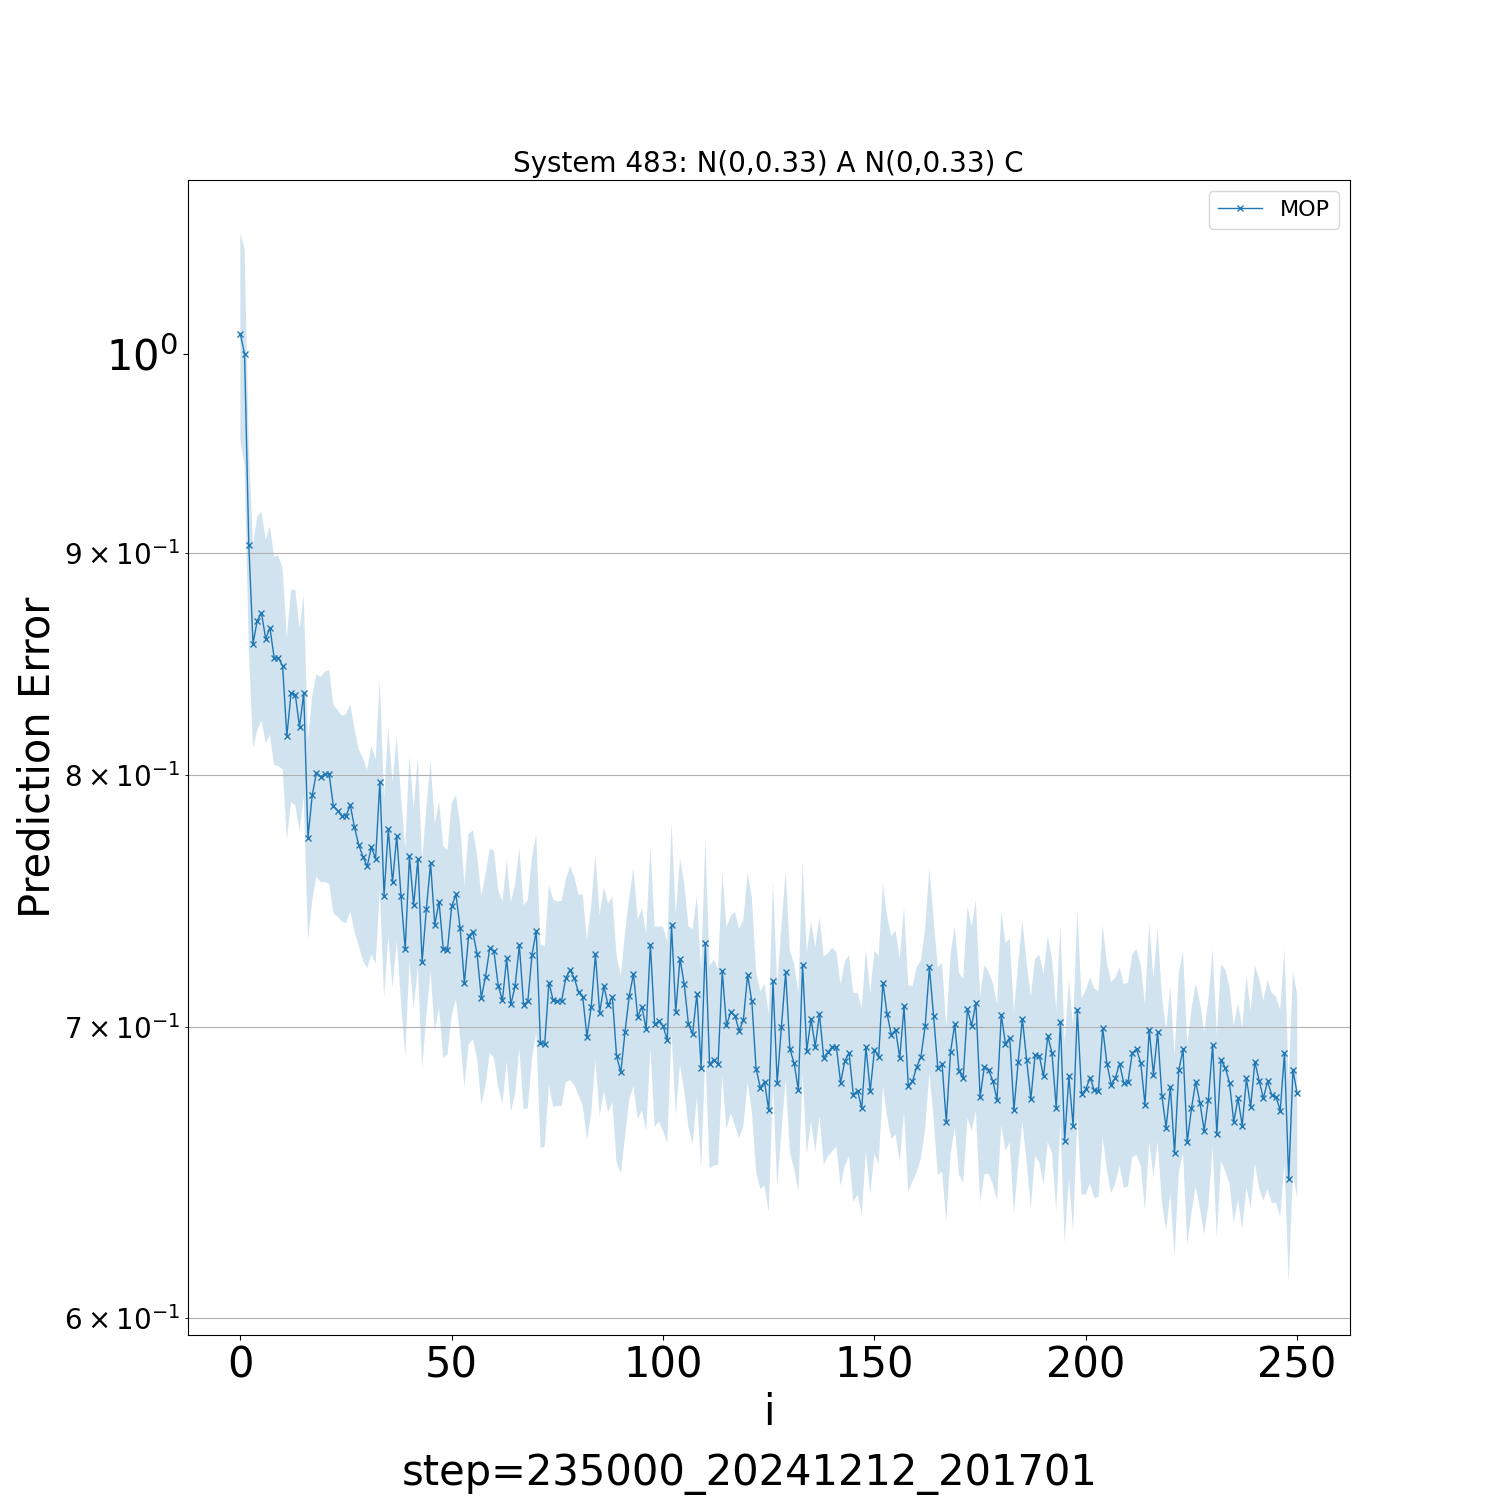 System 483: N(0,0.33) A N(0,0.33) C
MOP
10⁰
9 × 10⁻¹
8 × 10⁻¹
7 × 10⁻¹
6 × 10⁻¹
Prediction Error
0 50 100 150 200 250
i
step=235000_20241212_201701